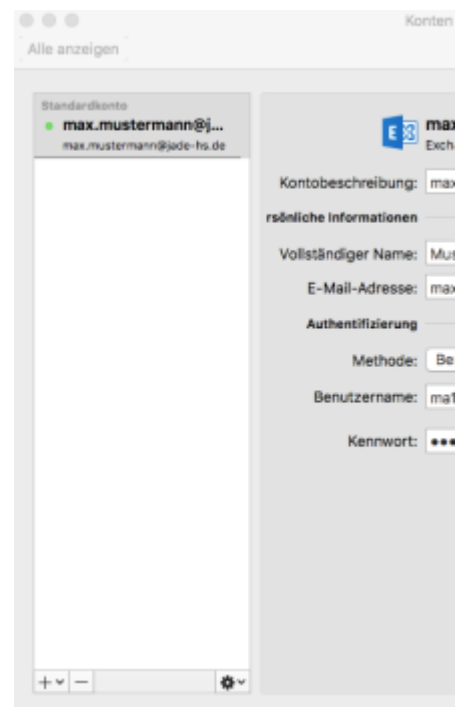 Konten
Alle anzeigen
Standardkonto
max.mustermann@j...
max.mustermann@jade-hs.de
max
Exch
Kontobeschreibung: max
rsönliche Informationen
Vollständiger Name: Mus
E-Mail-Adresse: max
Authentifizierung
Methode: Be
Benutzername: ma1
Kennwort: •••